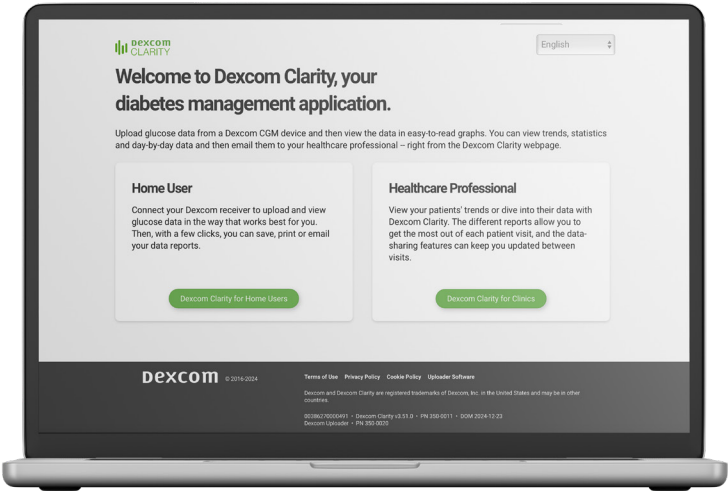 Dexcom
CLARITY
English
Welcome to Dexcom Clarity, your
diabetes management application.
Upload glucose data from a Dexcom CGM device and then view the data in easy-to-read graphs. You can view trends, statistics
and day-by-day data and then email them to your healthcare professional – right from the Dexcom Clarity webpage.
Home User
Connect your Dexcom receiver to upload and view
glucose data in the way that works best for you.
Then, with a few clicks, you can save, print or email
your data reports.
Dexcom Clarity for Home Users
Healthcare Professional
View your patients' trends or dive into their data with
Dexcom Clarity. The different reports allow you to
get the most out of each patient visit, and the data-
sharing features can keep you updated between
visits.
Dexcom Clarity for Clinics
Dexcom © 2016-2024
Terms of Use Privacy Policy Cookie Policy Uploader Software
Dexcom and Dexcom Clarity are registered trademarks of Dexcom, Inc. in the United States and may be in other
countries.
00386270000491 • Dexcom Clarity v3.51.0 • PN 350-0011 • DOM 2024-12-23
Dexcom Uploader • PN 350-0020